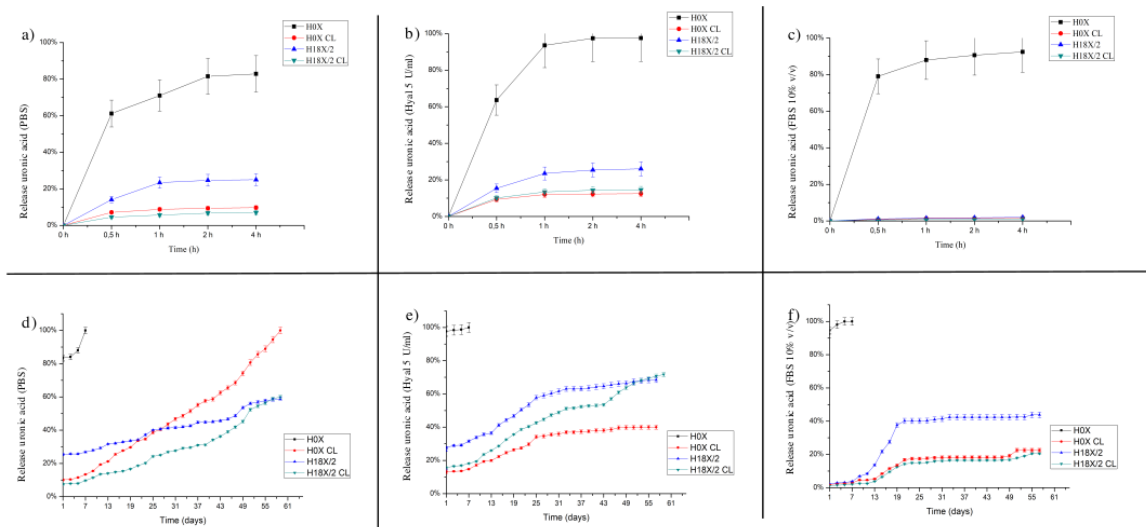 a)
H0X
H0X CL
H18X/2
H18X/2 CL
Release uronic acid (PBS)
100%
80%
60%
40%
20%
0%
0 h
0,5 h
1 h
2 h
4 h
Time (h)
b)
H0X
H0X CL
H18X/2
H18X/2 CL
Release uronic acid (Hyal 5 U/ml)
100%
80%
60%
40%
20%
0%
0 h
0,5 h
1 h
2 h
4 h
Time (h)
c)
H0X
H0X CL
H18X/2
H18X/2 CL
Release uronic acid (FBS 10% v/v)
80%
60%
40%
20%
0%
0 h
0,5 h
1 h
2 h
4 h
Time (h)
d)
Release uronic acid (PBS)
100%
80%
60%
40%
20%
0%
H0X
H0X CL
H18X/2
H18X/2 CL
1 7 13 19 25 31 37 43 49 55 61
Time (days)
e)
Release uronic acid (Hyal 5 U/ml)
100%
80%
60%
40%
20%
0%
H0X
H0X CL
H18X/2
H18X/2 CL
1 7 13 19 25 31 37 43 49 55 61
Time (days)
f)
Release uronic acid (FBS 10% v/v)
100%
80%
60%
40%
20%
0%
H0X
H0X CL
H18X/2
H18X/2 CL
1 7 13 19 25 31 37 43 49 55 61
Time (days)